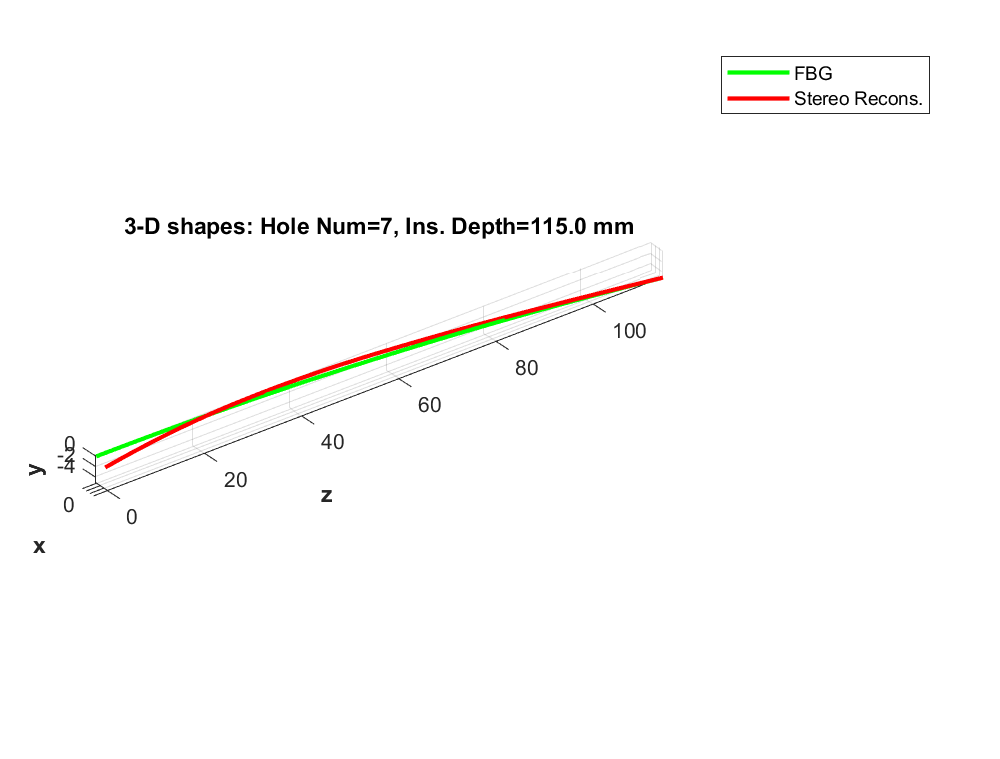 FBG
Stereo Recons.
3-D shapes: Hole Num=7, Ins. Depth=115.0 mm
100
80
60
40
20
0
0
-2
-4
0
y
z
x